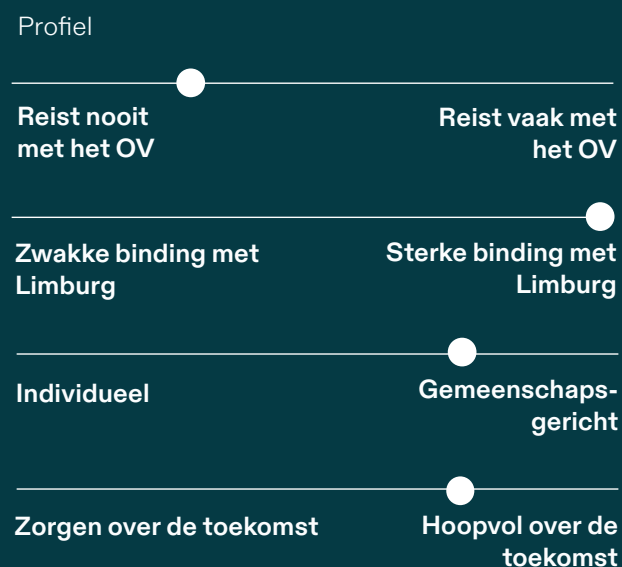 Profiel
Reist nooit
met het OV
Reist vaak met
het OV
Zwakke binding met
Limburg
Sterke binding met
Limburg
Individueel
Gemeenschaps-
gericht
Zorgen over de toekomst
Hoopvol over de
toekomst